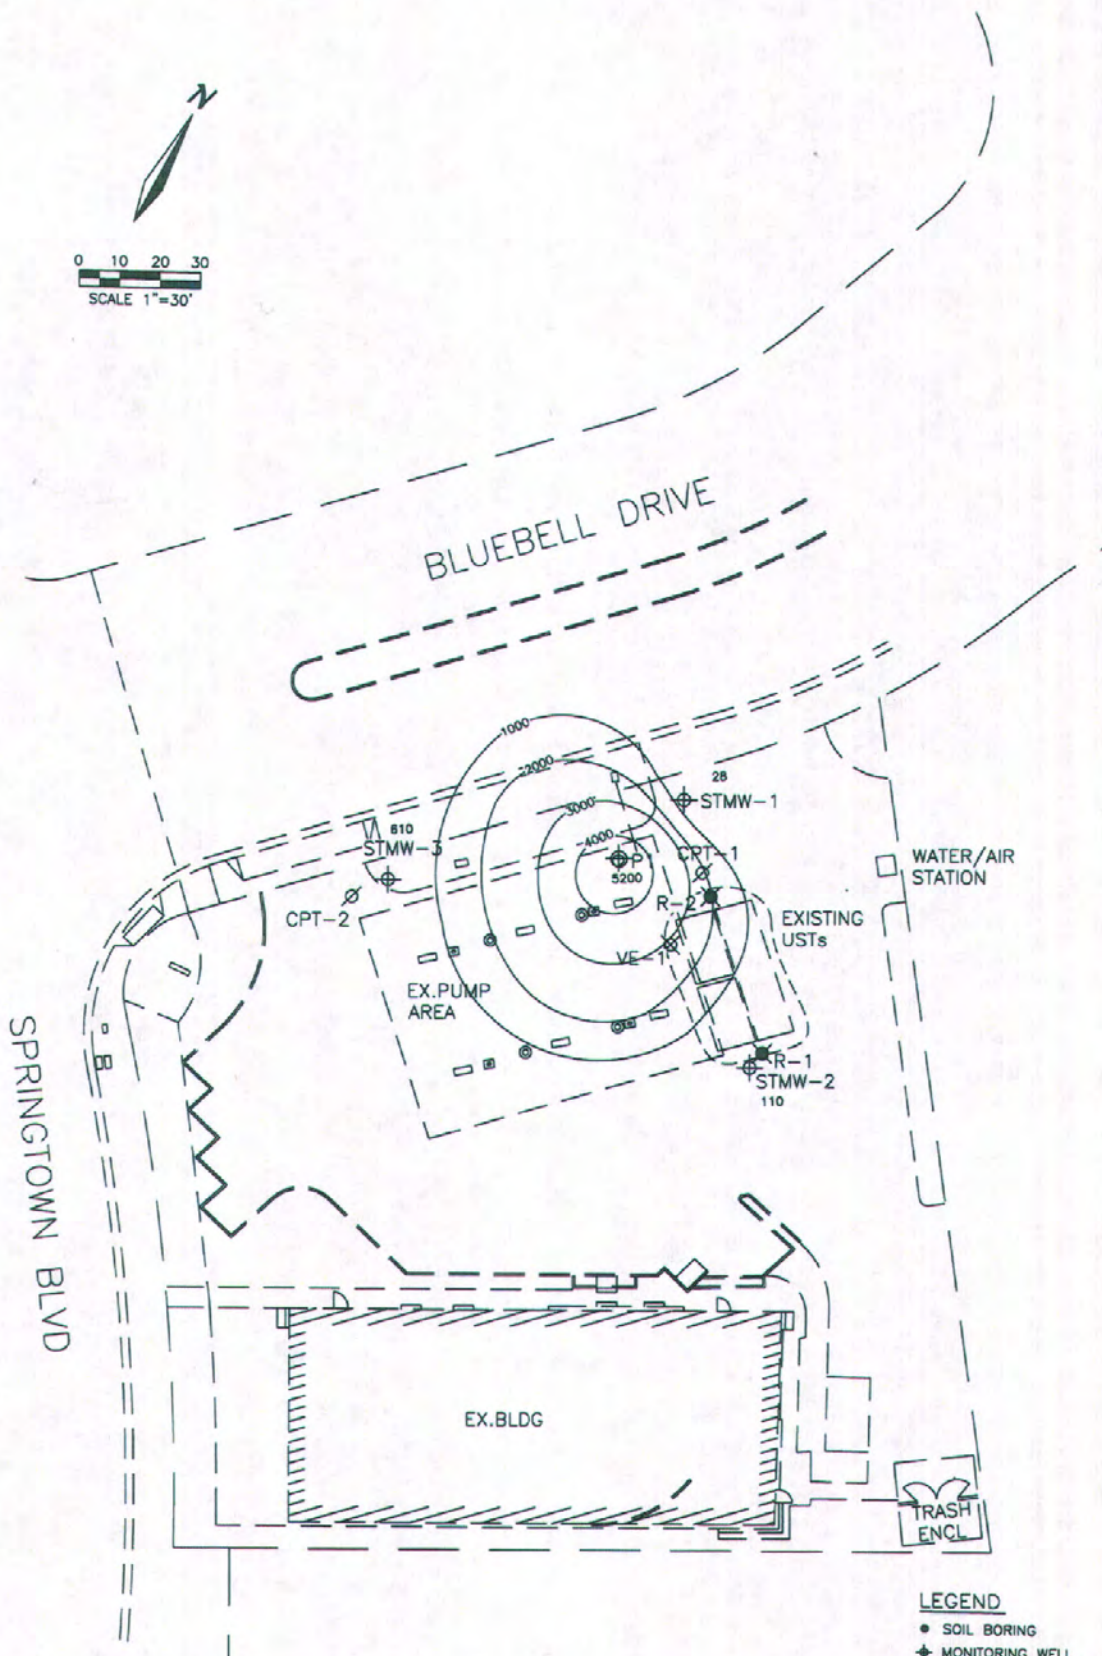 N
0 10 20 30
SCALE 1"=30'
BLUEBELL DRIVE
1000
2000
3000
4000
28
STMW-1
610
STMW-3
P1
5200
CPT-1
WATER/AIR
STATION
CPT-2
R-2
EXISTING
USTs
VE-1
EX.PUMP
AREA
R-1
STMW-2
110
SPRINGTOWN BLVD
EX.BLDG
TRASH
ENCL
LEGEND
SOIL BORING
MONITORING WELL